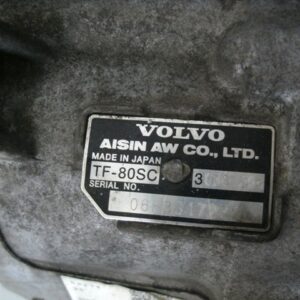 VOLVO
AISIN AW CO., LTD.
MADE IN JAPAN
TF-80SC 3
SERIAL NO.